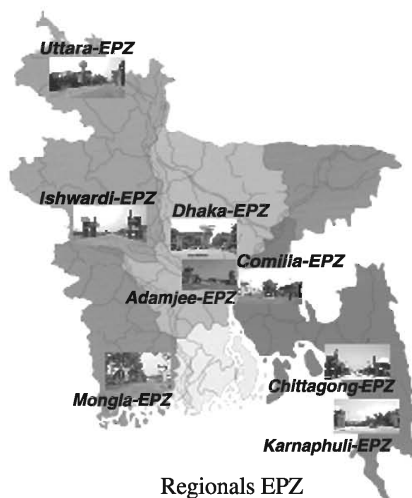 Uttara-EPZ
Ishwardi-EPZ
Dhaka-EPZ
Comilla-EPZ
Adamjee-EPZ
Mongla-EPZ
Chittagong-EPZ
Karnaphuli-EPZ
Regionals EPZ